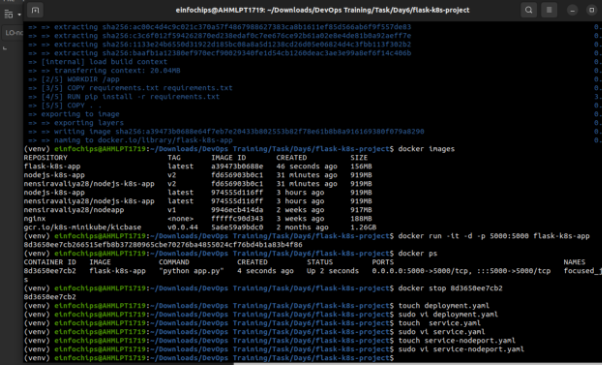 einfochips@AHMLPT1719: ~/Downloads/DevOps Training/Task/Day6/flask-k8s-project
LO-no
=> => extracting
=> => extracting
=> => extracting
=> => extracting
=> [internal] load build context
=> => transferring context: 20.04MB
=> [2/5] WORKDIR /app
=> [3/5] COPY requirements.txt requirements.txt
=> [4/5] RUN pip install -r requirements.txt
=> [5/5] COPY . .
=> exporting to image
=> => exporting layers
=> => writing image
=> => naming to docker.io/library/flask-k8s-app
(venv) einfochips@AHMLPT1719:~/Downloads/DevOps Training/Task/Day6/flask-k8s-project$ docker images
REPOSITORY TAG IMAGE ID CREATED SIZE
flask-k8s-app latest a39473b0688e 46 seconds ago 156MB
nodejs-k8s-app v2 fd656903b0c1 31 minutes ago 919MB
nensiravaliya28/nodejs-k8s-app v2 fd656903b0c1 31 minutes ago 919MB
nodejs-k8s-app latest 974555d116ff 3 hours ago 919MB
nensiravaliya28/nodejs-k8s-app latest 974555d116ff 3 hours ago 919MB
nensiravaliya28/nodeapp v1 9946ecb414da 2 weeks ago 917MB
nginx <none> fffffc90d343 3 weeks ago 188MB
gcr.io/k8s-minikube/kicbase v0.0.44 5a6e59a9bdc0 2 months ago 1.26GB
(venv) einfochips@AHMLPT1719:~/Downloads/DevOps Training/Task/Day6/flask-k8s-project$ docker run -it -d -p 5000:5000 flask-k8s-app
(venv) einfochips@AHMLPT1719:~/Downloads/DevOps Training/Task/Day6/flask-k8s-project$ docker ps
CONTAINER ID IMAGE COMMAND CREATED STATUS PORTS NAMES
8d3650ee7cb2 flask-k8s-app "python app.py" 4 seconds ago Up 2 seconds 0.0.0.0:5000->5000/tcp, :::5000->5000/tcp
(venv) einfochips@AHMLPT1719:~/Downloads/DevOps Training/Task/Day6/flask-k8s-project$ docker stop 8d3650ee7cb2
8d3650ee7cb2
(venv) einfochips@AHMLPT1719:~/Downloads/DevOps Training/Task/Day6/flask-k8s-project$ touch deployment.yaml
(venv) einfochips@AHMLPT1719:~/Downloads/DevOps Training/Task/Day6/flask-k8s-project$ sudo vi deployment.yaml
(venv) einfochips@AHMLPT1719:~/Downloads/DevOps Training/Task/Day6/flask-k8s-project$ touch service.yaml
(venv) einfochips@AHMLPT1719:~/Downloads/DevOps Training/Task/Day6/flask-k8s-project$ sudo vi service.yaml
(venv) einfochips@AHMLPT1719:~/Downloads/DevOps Training/Task/Day6/flask-k8s-project$ touch service-nodeport.yaml
(venv) einfochips@AHMLPT1719:~/Downloads/DevOps Training/Task/Day6/flask-k8s-project$ sudo vi service-nodeport.yaml
(venv) einfochips@AHMLPT1719:~/Downloads/DevOps Training/Task/Day6/flask-k8s-project$